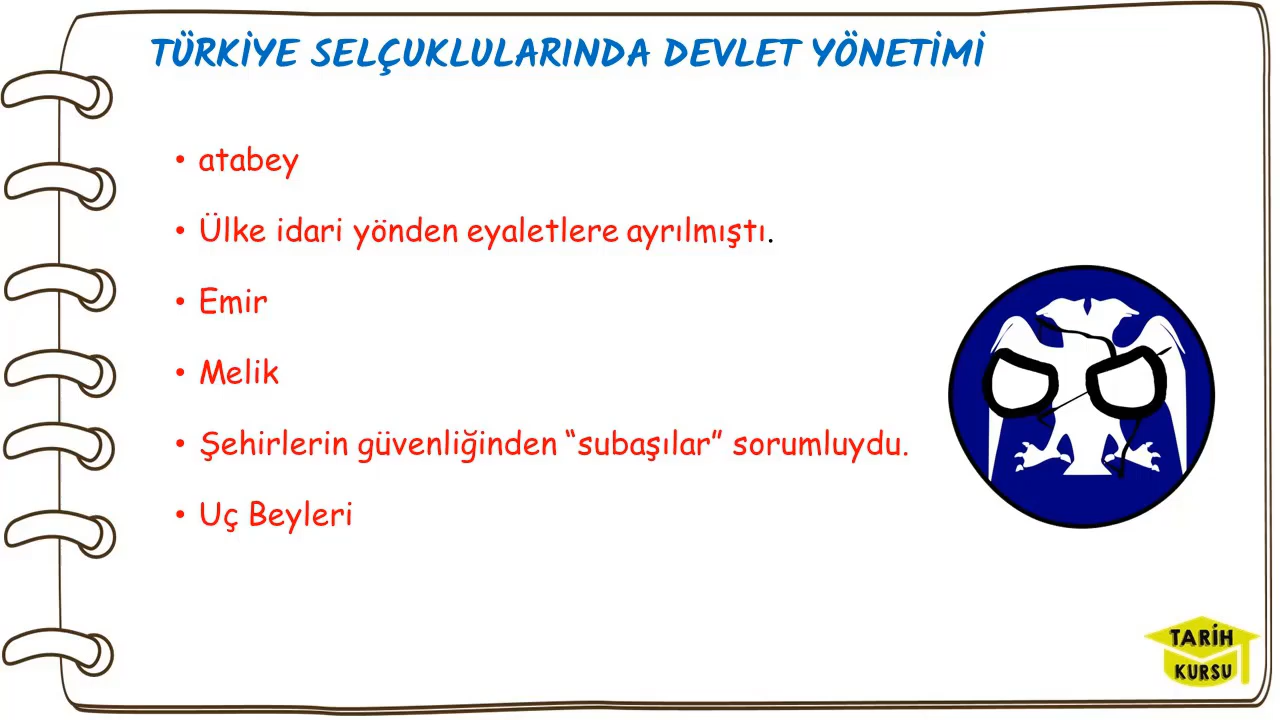 TÜRKİYE SELÇUKLULARINDA DEVLET YÖNETİMİ
• atabey
• Ülke idari yönden eyaletlere ayrılmıştı.
• Emir
• Melik
• Şehirlerin güvenliğinden “subaşılar” sorumluydu.
• Uç Beyleri
TARİH
KURSU